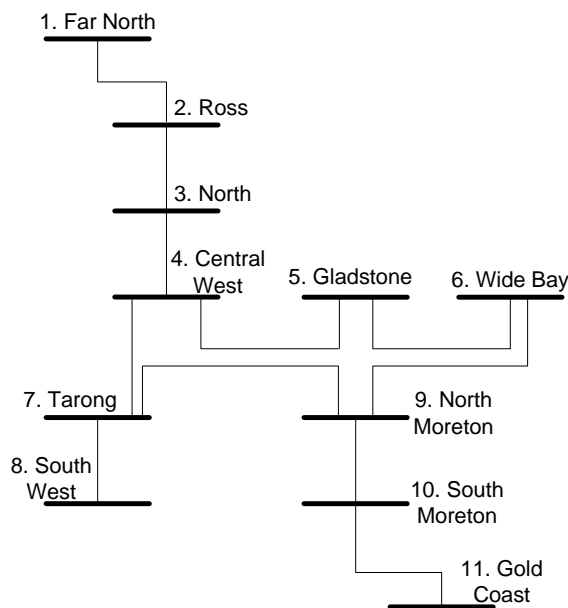 1. Far North
2. Ross
3. North
4. Central
West
5. Gladstone
6. Wide Bay
7. Tarong
8. South
West
9. North
Moreton
10. South
Moreton
11. Gold
Coast